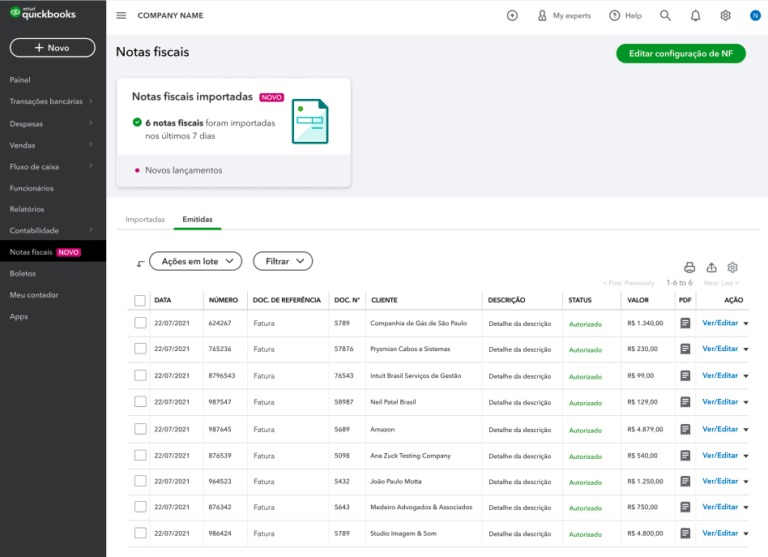 intuit quickbooks
COMPANY NAME
My experts
Help
N
+ Novo
Painel
Transações bancárias
Despesas
Vendas
Fluxo de caixa
Funcionários
Relatórios
Contabilidade
Notas fiscais NOVO
Boletos
Meu contador
Apps
Notas fiscais
Editar configuração de NF
Notas fiscais importadas NOVO
6 notas fiscais foram importadas
nos últimos 7 dias
Novos lançamentos
Importadas Emitidas
Ações em lote Filtrar
< First Previously 1-6 to 6 Next Last >
DATA NÚMERO DOC. DE REFERÊNCIA DOC. Nº CLIENTE DESCRIÇÃO STATUS VALOR PDF AÇÃO
22/07/2021 624267 Fatura 5789 Companhia de Gás de São Paulo Detalhe da descrição Autorizado R$ 1.340,00 Ver/Editar
22/07/2021 765236 Fatura 57876 Prysmian Cabos e Sistemas Detalhe da descrição Autorizado R$ 230,00 Ver/Editar
22/07/2021 8796543 Fatura 76543 Intuit Brasil Serviços de Gestão Detalhe da descrição Autorizado R$ 99,00 Ver/Editar
22/07/2021 987547 Fatura 58987 Neil Patel Brasil Detalhe da descrição Autorizado R$ 129,00 Ver/Editar
22/07/2021 987645 Fatura 5689 Amazon Detalhe da descrição Autorizado R$ 4.879,00 Ver/Editar
22/07/2021 876539 Fatura 5098 Ana Zuck Testing Company Detalhe da descrição Autorizado R$ 540,00 Ver/Editar
22/07/2021 964523 Fatura 5432 João Paulo Motta Detalhe da descrição Autorizado R$ 1.250,00 Ver/Editar
22/07/2021 876342 Fatura 5643 Medeiro Advogados & Associados Detalhe da descrição Autorizado R$ 750,00 Ver/Editar
22/07/2021 986424 Fatura 5789 Studio Imagem & Som Detalhe da descrição Autorizado R$ 4.800,00 Ver/Editar